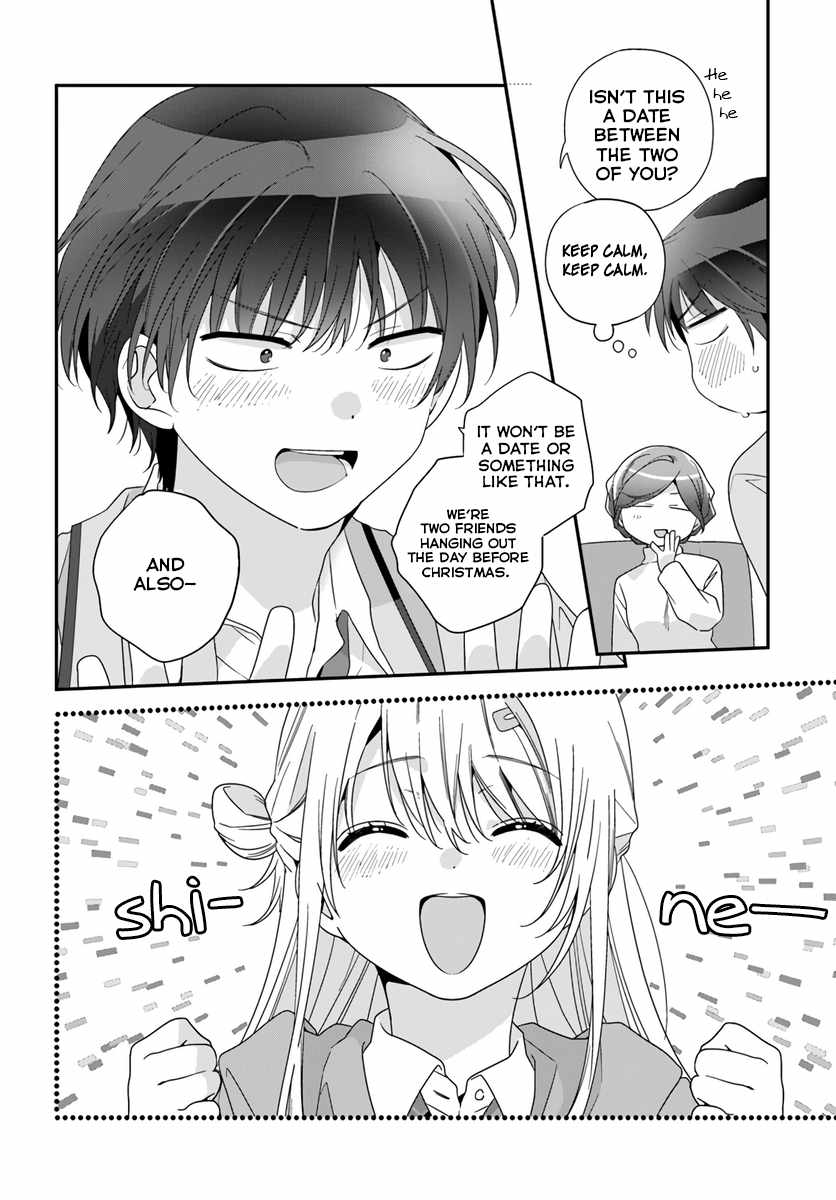 ISN'T THIS
A DATE
BETWEEN
THE TWO
OF YOU?
He
he
he
KEEP CALM,
KEEP CALM.
IT WON'T BE
A DATE OR
SOMETHING
LIKE THAT.
WE'RE
TWO FRIENDS
HANGING OUT
THE DAY BEFORE
CHRISTMAS.
AND
ALSO—
shi-
ne—